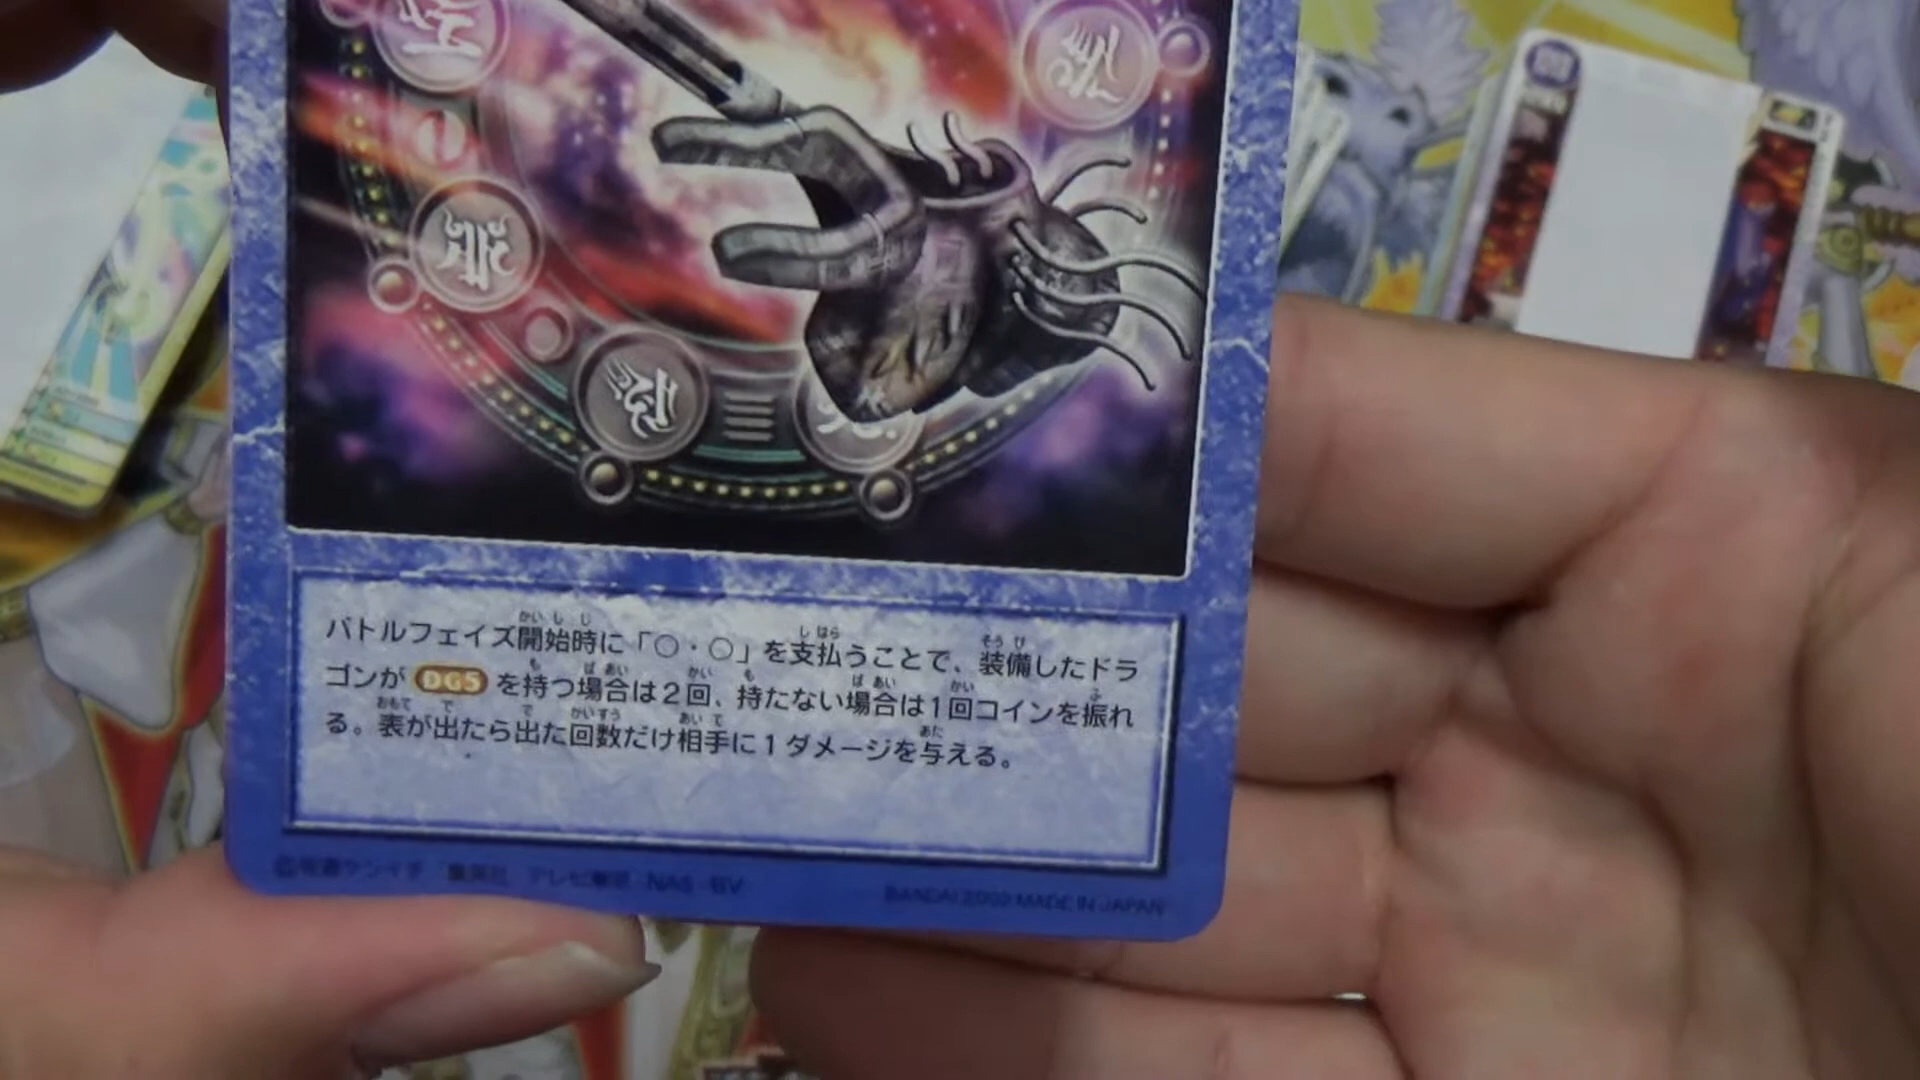 バトルフェイズ開始時に「○・○」を支払うことで、装備したドラ
ゴンが DG5 を持つ場合は2回、持たない場合は1回コインを振れ
る。表が出たら出た回数だけ相手に1ダメージを与える。
BANDAI 2009 MADE IN JAPAN